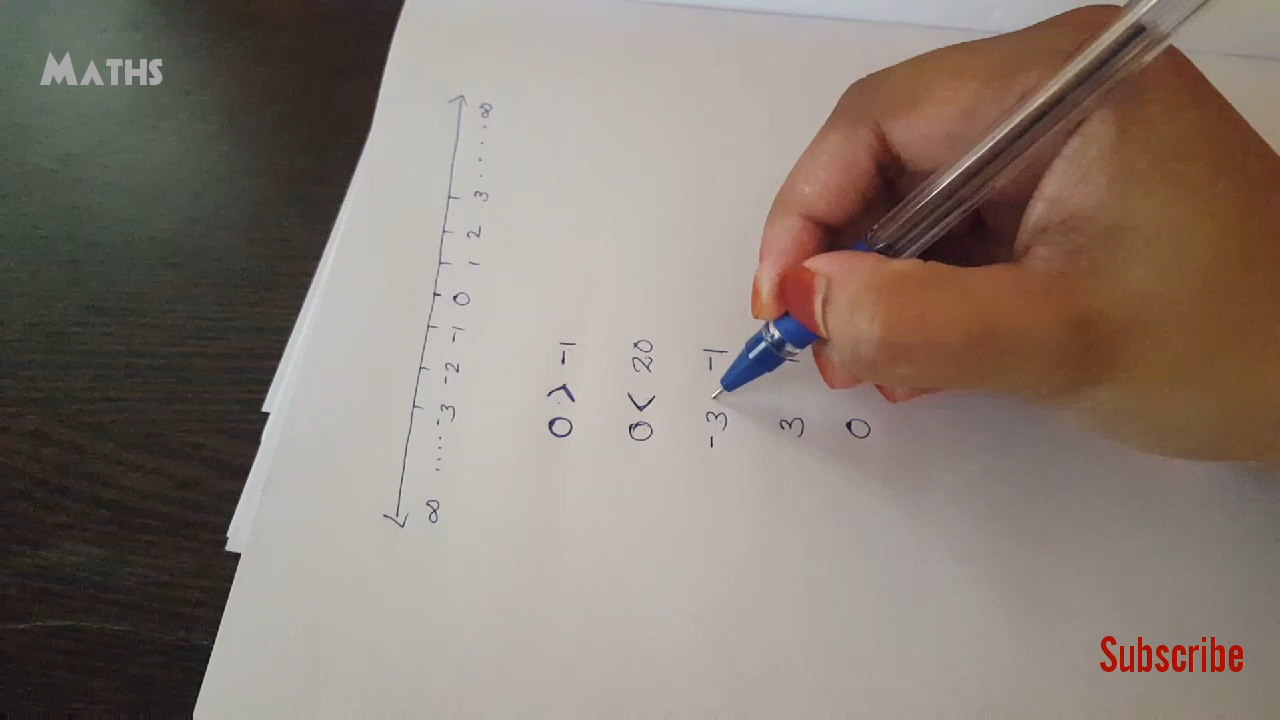 MATHS
∞ .... -3 -2 -1 0 1 2 3 ..... ∞
0 > -1
0 < 20
-3 -1
3
0
Subscribe